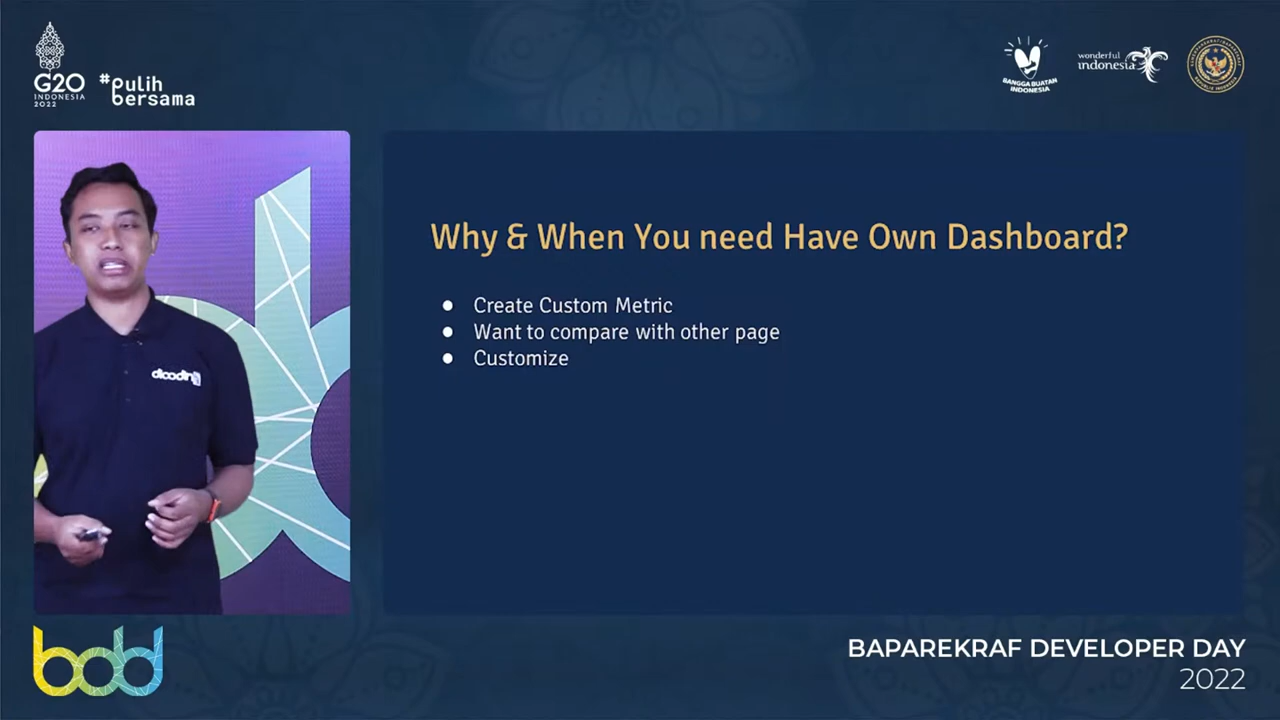 G20
INDONESIA
2022
#pulih
bersama
BANGGA BUATAN
INDONESIA
wonderful
indonesia
dicoding
Why & When You need Have Own Dashboard?
● Create Custom Metric
● Want to compare with other page
● Customize
bdd
BAPAREKRAF DEVELOPER DAY
2022